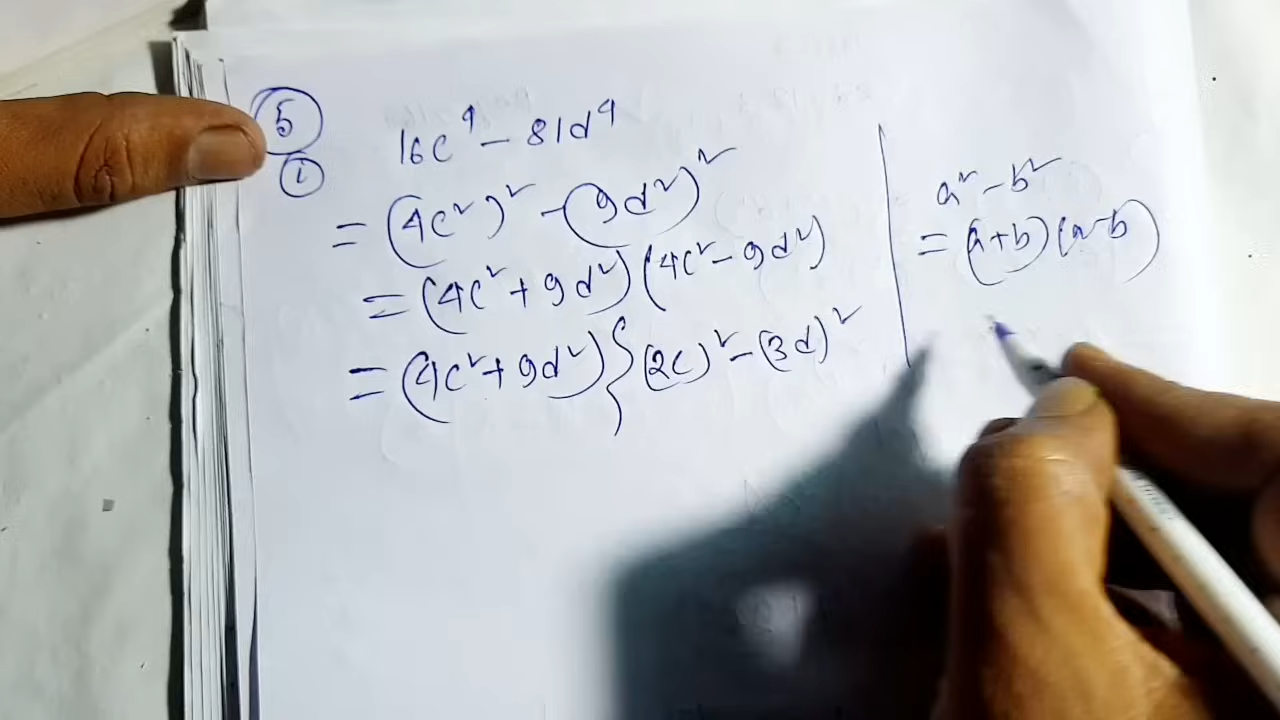 5
i
16c⁴ - 81d⁴
= (4c²)² - (9d²)²
= (4c² + 9d²)(4c² - 9d²)
= (4c² + 9d²){(2c)² - (3d)²
a² - b²
= (a+b)(a-b)